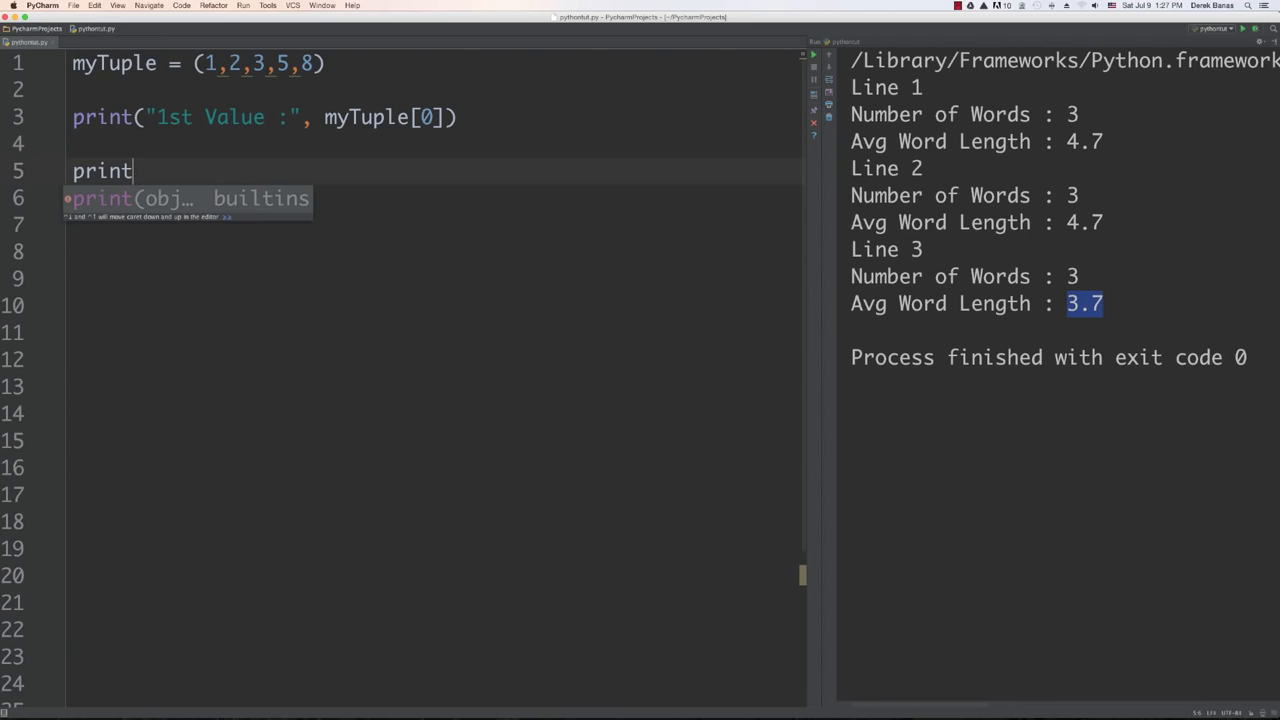 PyCharm File Edit View Navigate Code Refactor Run Tools VCS Window Help
10
Sat Jul 9 1:27 PM Derek Banas
pythontut.py - PycharmProjects - [~/PycharmProjects]
PycharmProjects pythontut.py
pythontut
pythontut.py
Run pythontut
1 myTuple = (1,2,3,5,8)
2
3 print("1st Value :", myTuple[0])
4
5 print
6 print(obj… builtins
^↓ and ^↑ will move caret down and up in the editor >>
7
8
9
10
11
12
13
14
15
16
17
18
19
20
21
22
23
24
25
/Library/Frameworks/Python.framework
Line 1
Number of Words : 3
Avg Word Length : 4.7
Line 2
Number of Words : 3
Avg Word Length : 4.7
Line 3
Number of Words : 3
Avg Word Length : 3.7
Process finished with exit code 0
5:6 LF≠ UTF-8≠